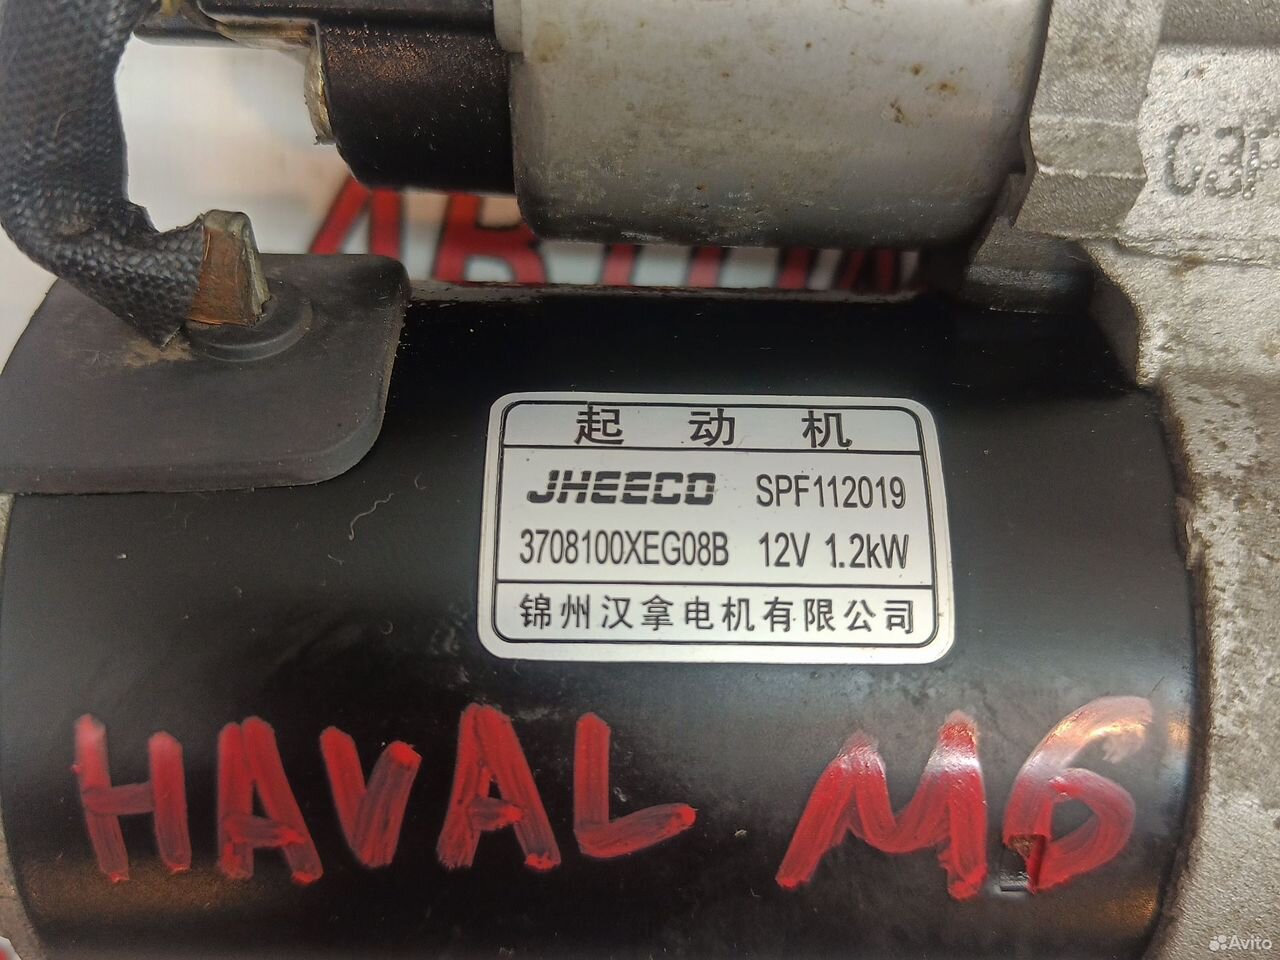 起动机
JHEECO SPF112019
3708100XEG08B 12V 1.2kW
锦州汉拿电机有限公司
HAVAL M6
Avito